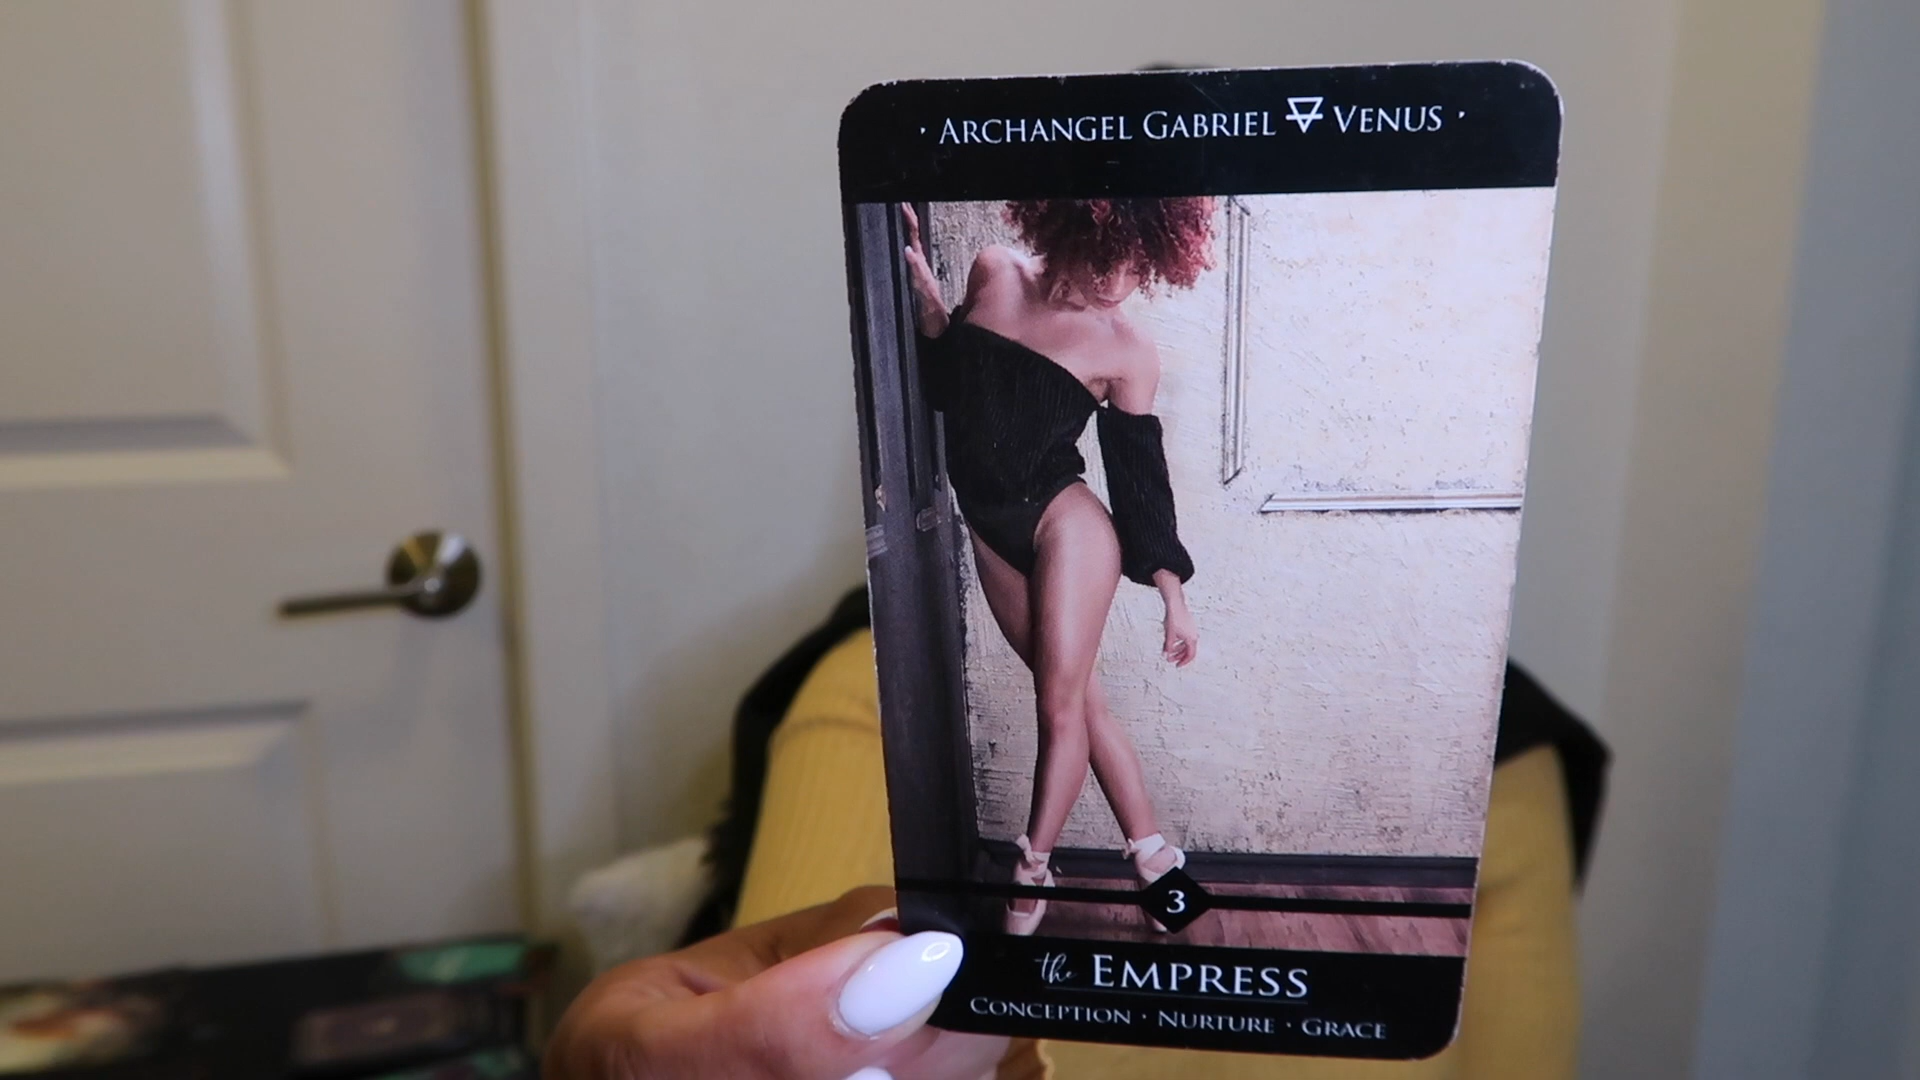 · ARCHANGEL GABRIEL VENUS ·
3
the EMPRESS
CONCEPTION · NURTURE · GRACE